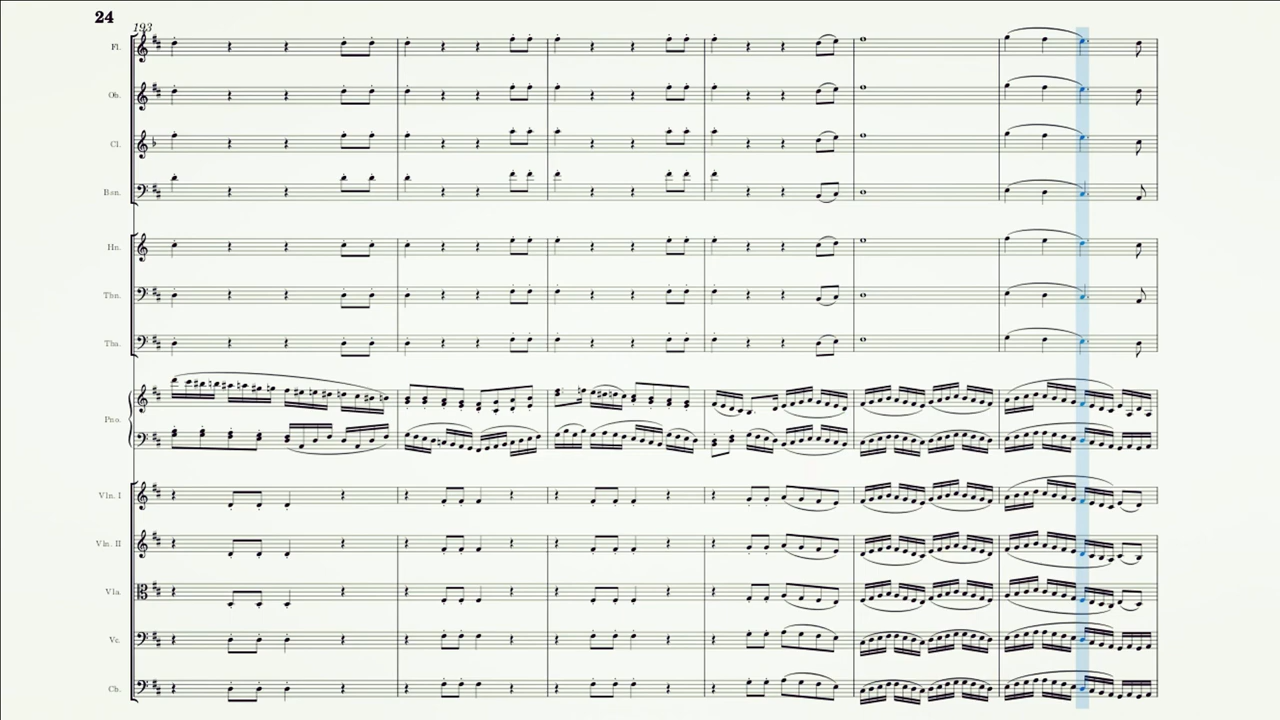 24
193
Fl.
Ob.
Cl.
Bsn.
Hn.
Tbn.
Tba.
Pno.
Vln. I
Vln. II
Vla.
Vc.
Cb.